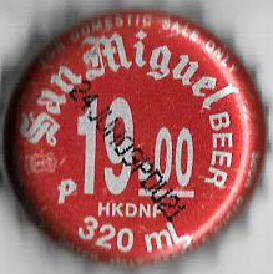 FOR DOMESTIC SALE ONLY
San Miguel
BEER
P 19.00
HKDNP
320 mL